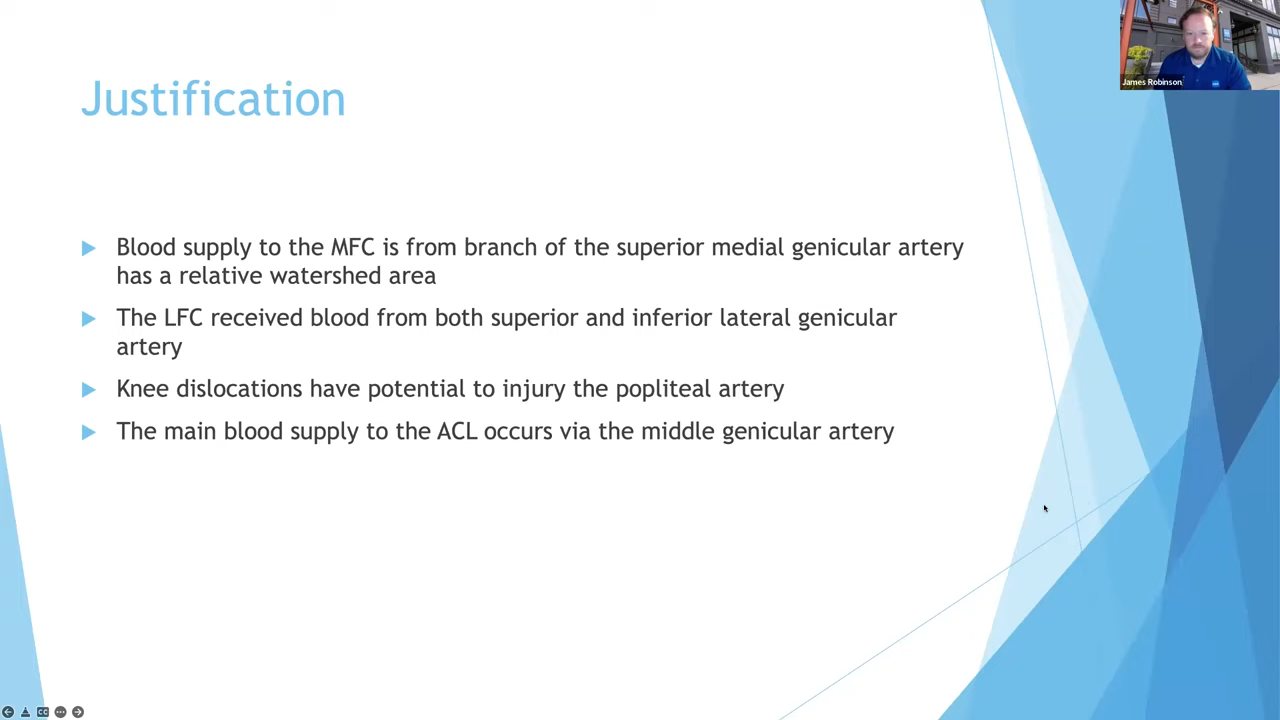 James Robinson
Justification
Blood supply to the MFC is from branch of the superior medial genicular artery
has a relative watershed area
The LFC received blood from both superior and inferior lateral genicular
artery
Knee dislocations have potential to injury the popliteal artery
The main blood supply to the ACL occurs via the middle genicular artery
CC